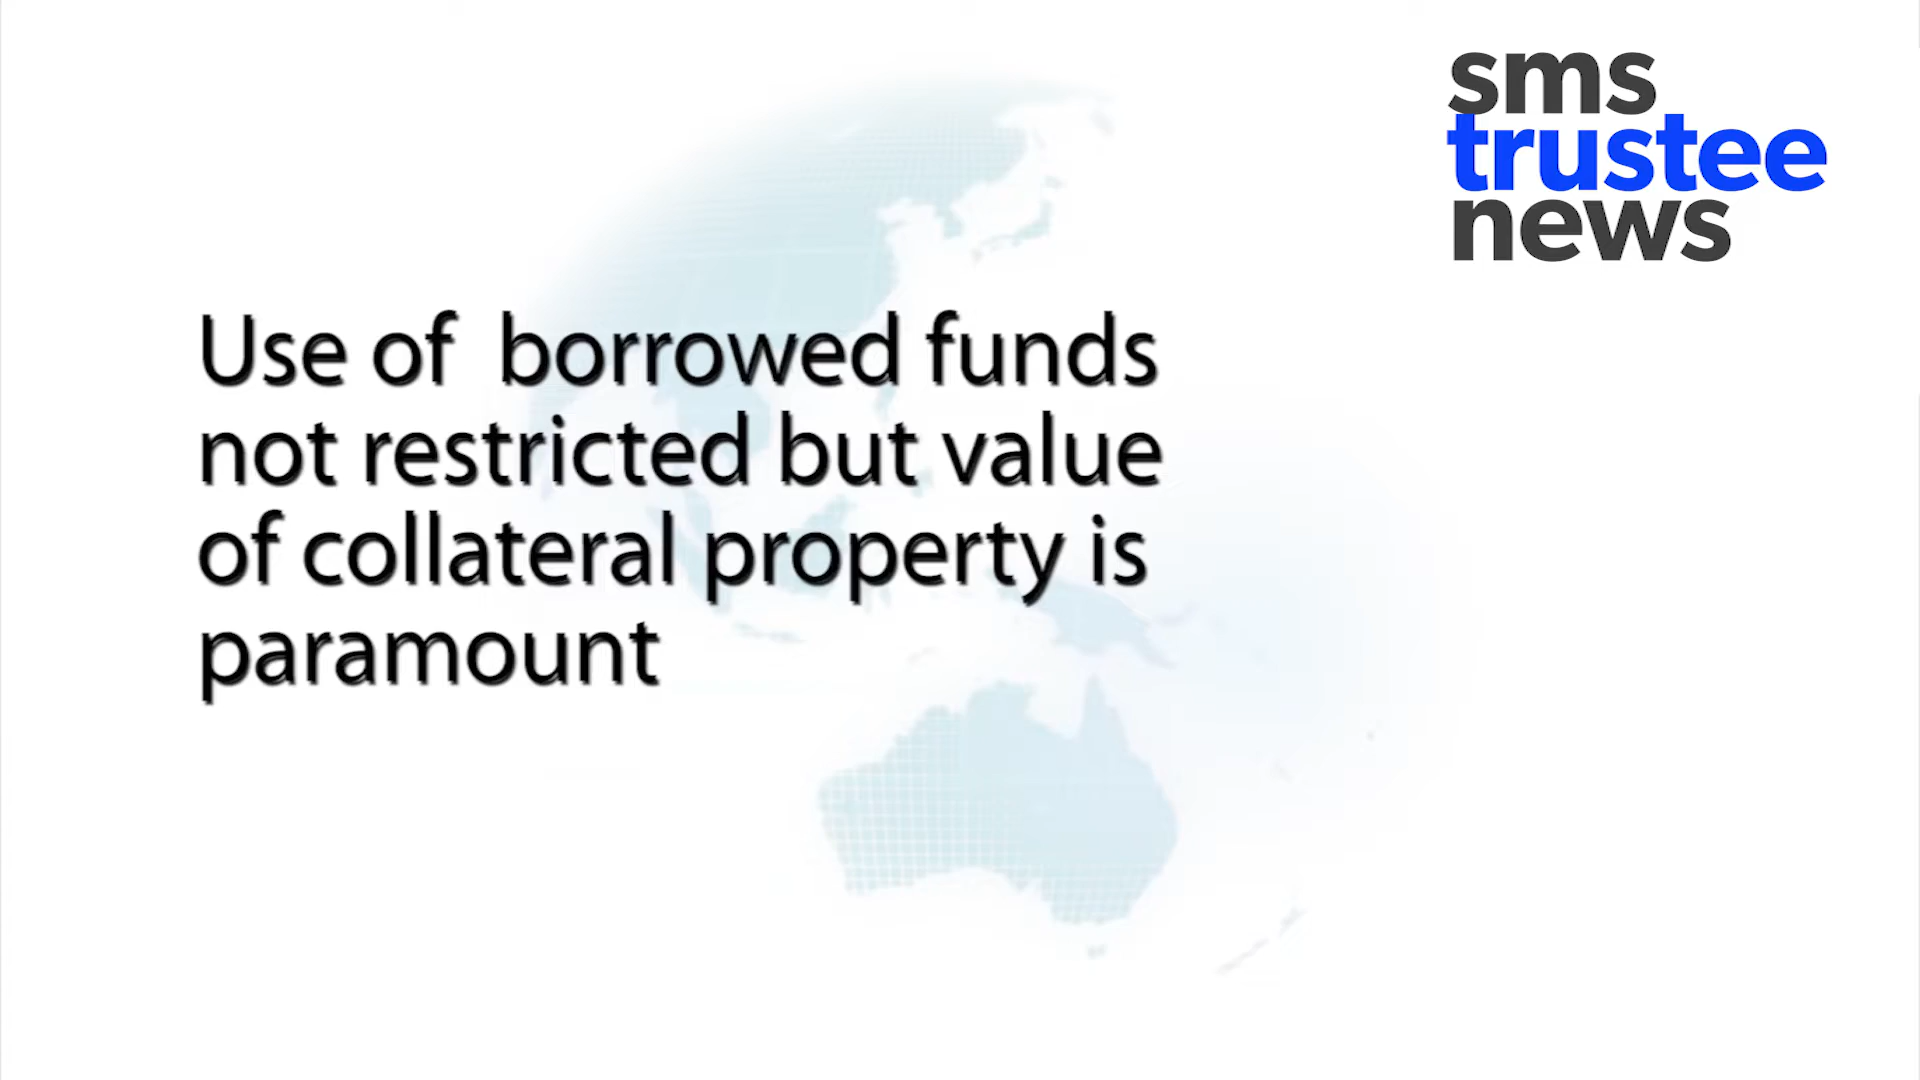 sms
trustee
news
Use of  borrowed funds
not restricted but value
of collateral property is
paramount